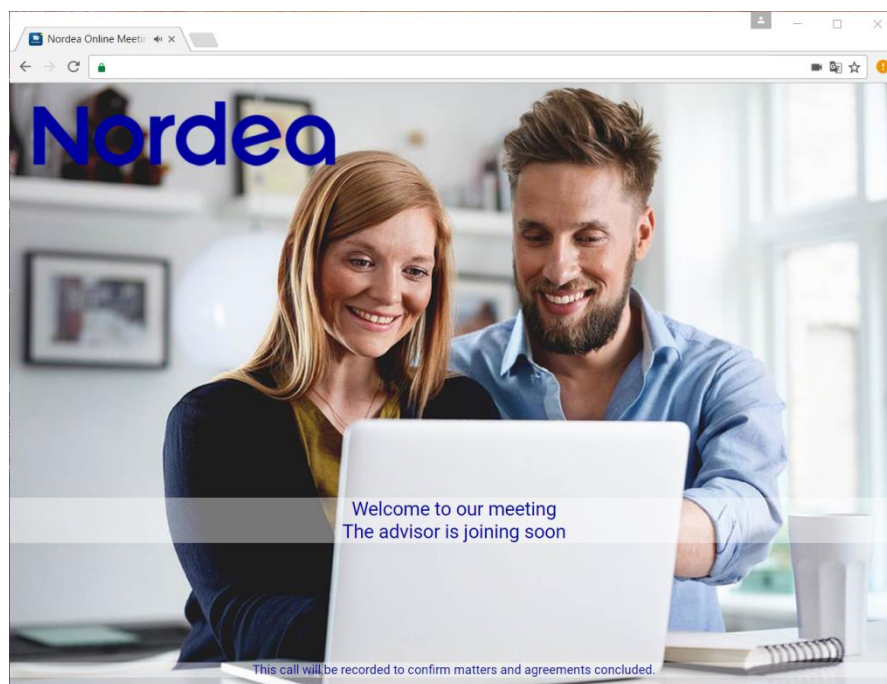 Nordea Online Meeti
Nordea
Welcome to our meeting
The advisor is joining soon
This call will be recorded to confirm matters and agreements concluded.